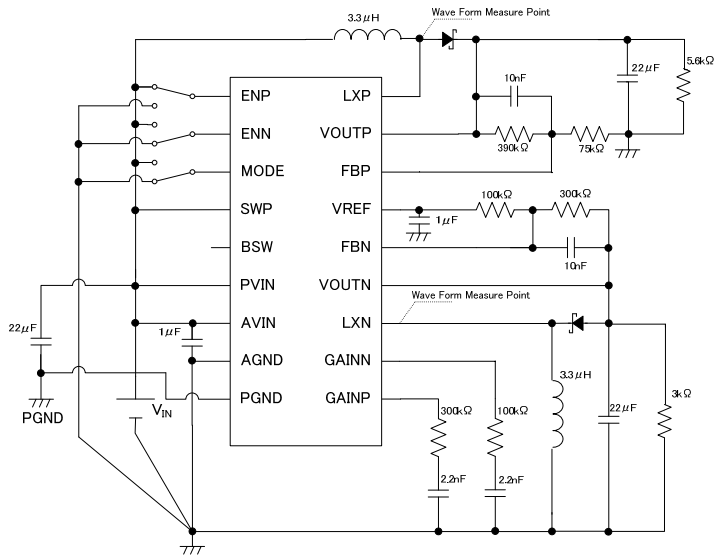 Wave Form Measure Point
3.3μH
5.6kΩ
22μF
10nF
390kΩ
75kΩ
ENP
LXP
ENN
VOUTP
MODE
FBP
SWP
VREF
BSW
FBN
PVIN
VOUTN
AVIN
LXN
AGND
GAINN
PGND
GAINP
1μF
100kΩ
300kΩ
10nF
Wave Form Measure Point
22μF
1μF
PGND
VIN
3.3μH
22μF
3kΩ
300kΩ
100kΩ
2.2nF
2.2nF